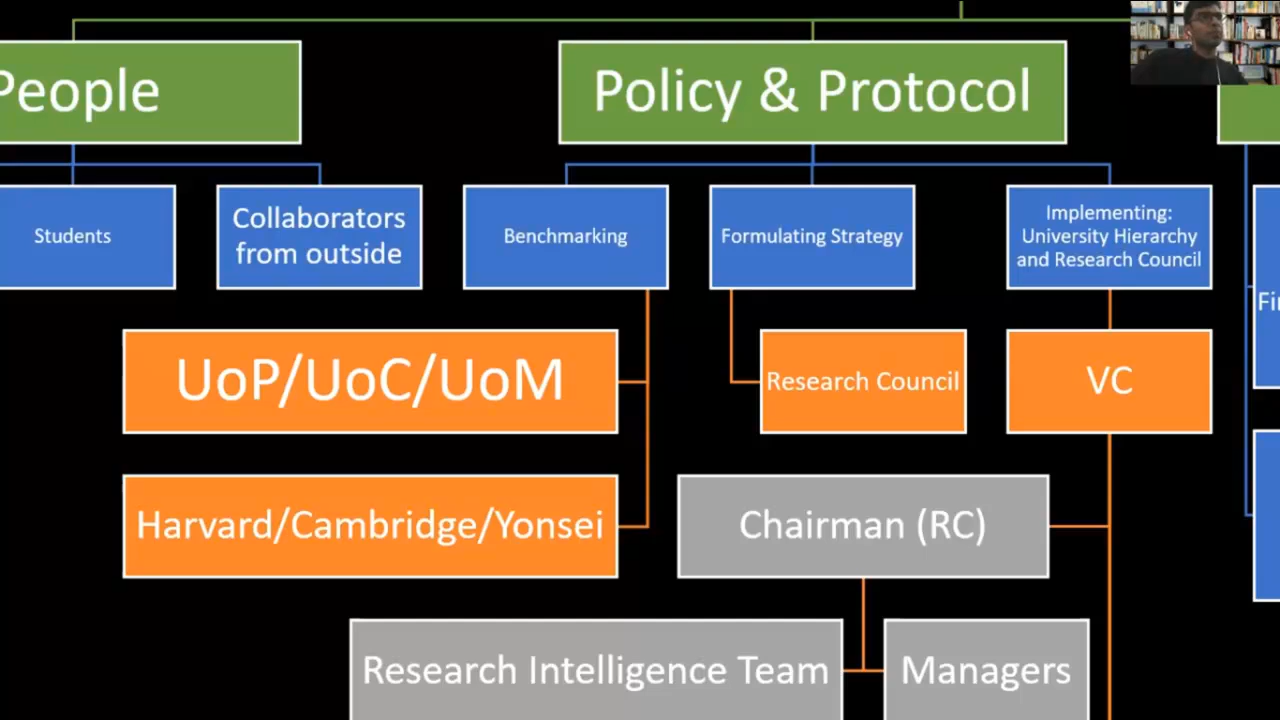 People
Policy & Protocol
Students
Collaborators
from outside
Benchmarking
Formulating Strategy
Implementing:
University Hierarchy
and Research Council
UoP/UoC/UoM
Research Council
VC
Harvard/Cambridge/Yonsei
Chairman (RC)
Research Intelligence Team
Managers